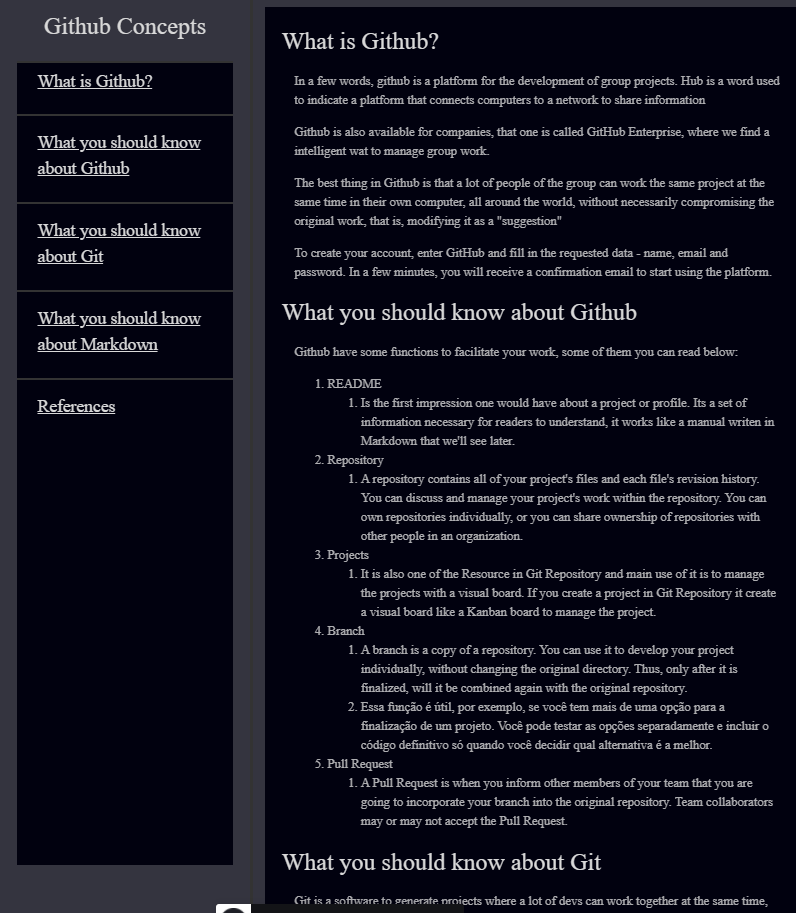 Github Concepts
What is Github?
What you should know
about Github
What you should know
about Git
What you should know
about Markdown
References
What is Github?
In a few words, github is a platform for the development of group projects. Hub is a word used
to indicate a platform that connects computers to a network to share information
Github is also available for companies, that one is called GitHub Enterprise, where we find a
intelligent wat to manage group work.
The best thing in Github is that a lot of people of the group can work the same project at the
same time in their own computer, all around the world, without necessarily compromising the
original work, that is, modifying it as a "suggestion"
To create your account, enter GitHub and fill in the requested data - name, email and
password. In a few minutes, you will receive a confirmation email to start using the platform.
What you should know about Github
Github have some functions to facilitate your work, some of them you can read below:
1. README
1. Is the first impression one would have about a project or profile. Its a set of
information necessary for readers to understand, it works like a manual writen in
Markdown that we'll see later.
2. Repository
1. A repository contains all of your project's files and each file's revision history.
You can discuss and manage your project's work within the repository. You can
own repositories individually, or you can share ownership of repositories with
other people in an organization.
3. Projects
1. It is also one of the Resource in Git Repository and main use of it is to manage
the projects with a visual board. If you create a project in Git Repository it create
a visual board like a Kanban board to manage the project.
4. Branch
1. A branch is a copy of a repository. You can use it to develop your project
individually, without changing the original directory. Thus, only after it is
finalized, will it be combined again with the original repository.
2. Essa função é útil, por exemplo, se você tem mais de uma opção para a
finalização de um projeto. Você pode testar as opções separadamente e incluir o
código definitivo só quando você decidir qual alternativa é a melhor.
5. Pull Request
1. A Pull Request is when you inform other members of your team that you are
going to incorporate your branch into the original repository. Team collaborators
may or may not accept the Pull Request.
What you should know about Git
Git is a software to generate projects where a lot of devs can work together at the same time,